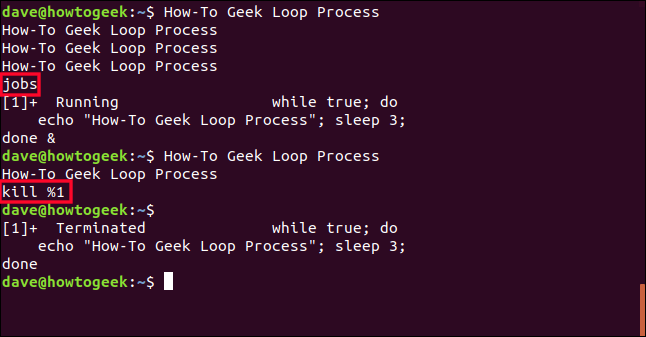 dave@howtogeek:~$ How-To Geek Loop Process
How-To Geek Loop Process
How-To Geek Loop Process
How-To Geek Loop Process
jobs
[1]+  Running                 while true; do
    echo "How-To Geek Loop Process"; sleep 3;
done &
dave@howtogeek:~$ How-To Geek Loop Process
How-To Geek Loop Process
kill %1
dave@howtogeek:~$
[1]+  Terminated              while true; do
    echo "How-To Geek Loop Process"; sleep 3;
done
dave@howtogeek:~$